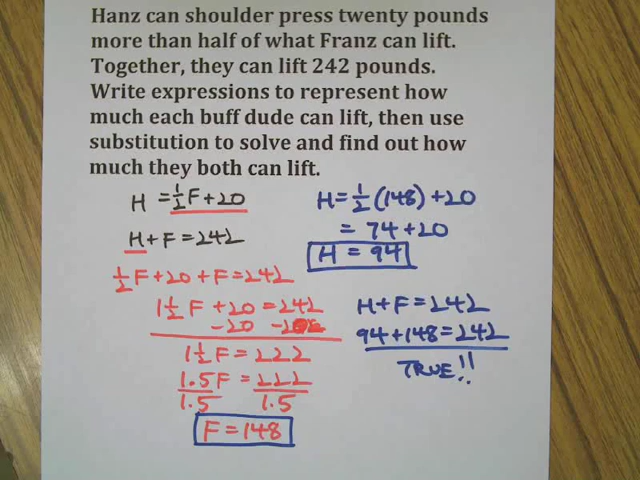 Hanz can shoulder press twenty pounds
more than half of what Franz can lift.
Together, they can lift 242 pounds.
Write expressions to represent how
much each buff dude can lift, then use
substitution to solve and find out how
much they both can lift.
H = ½F + 20
H + F = 242
½F + 20 + F = 242
1½F + 20 = 242
-20 -20
1½F = 222
1.5F = 222
1.5 1.5
F = 148
H = ½(148) + 20
= 74 + 20
H = 94
H + F = 242
94 + 148 = 242
TRUE!!